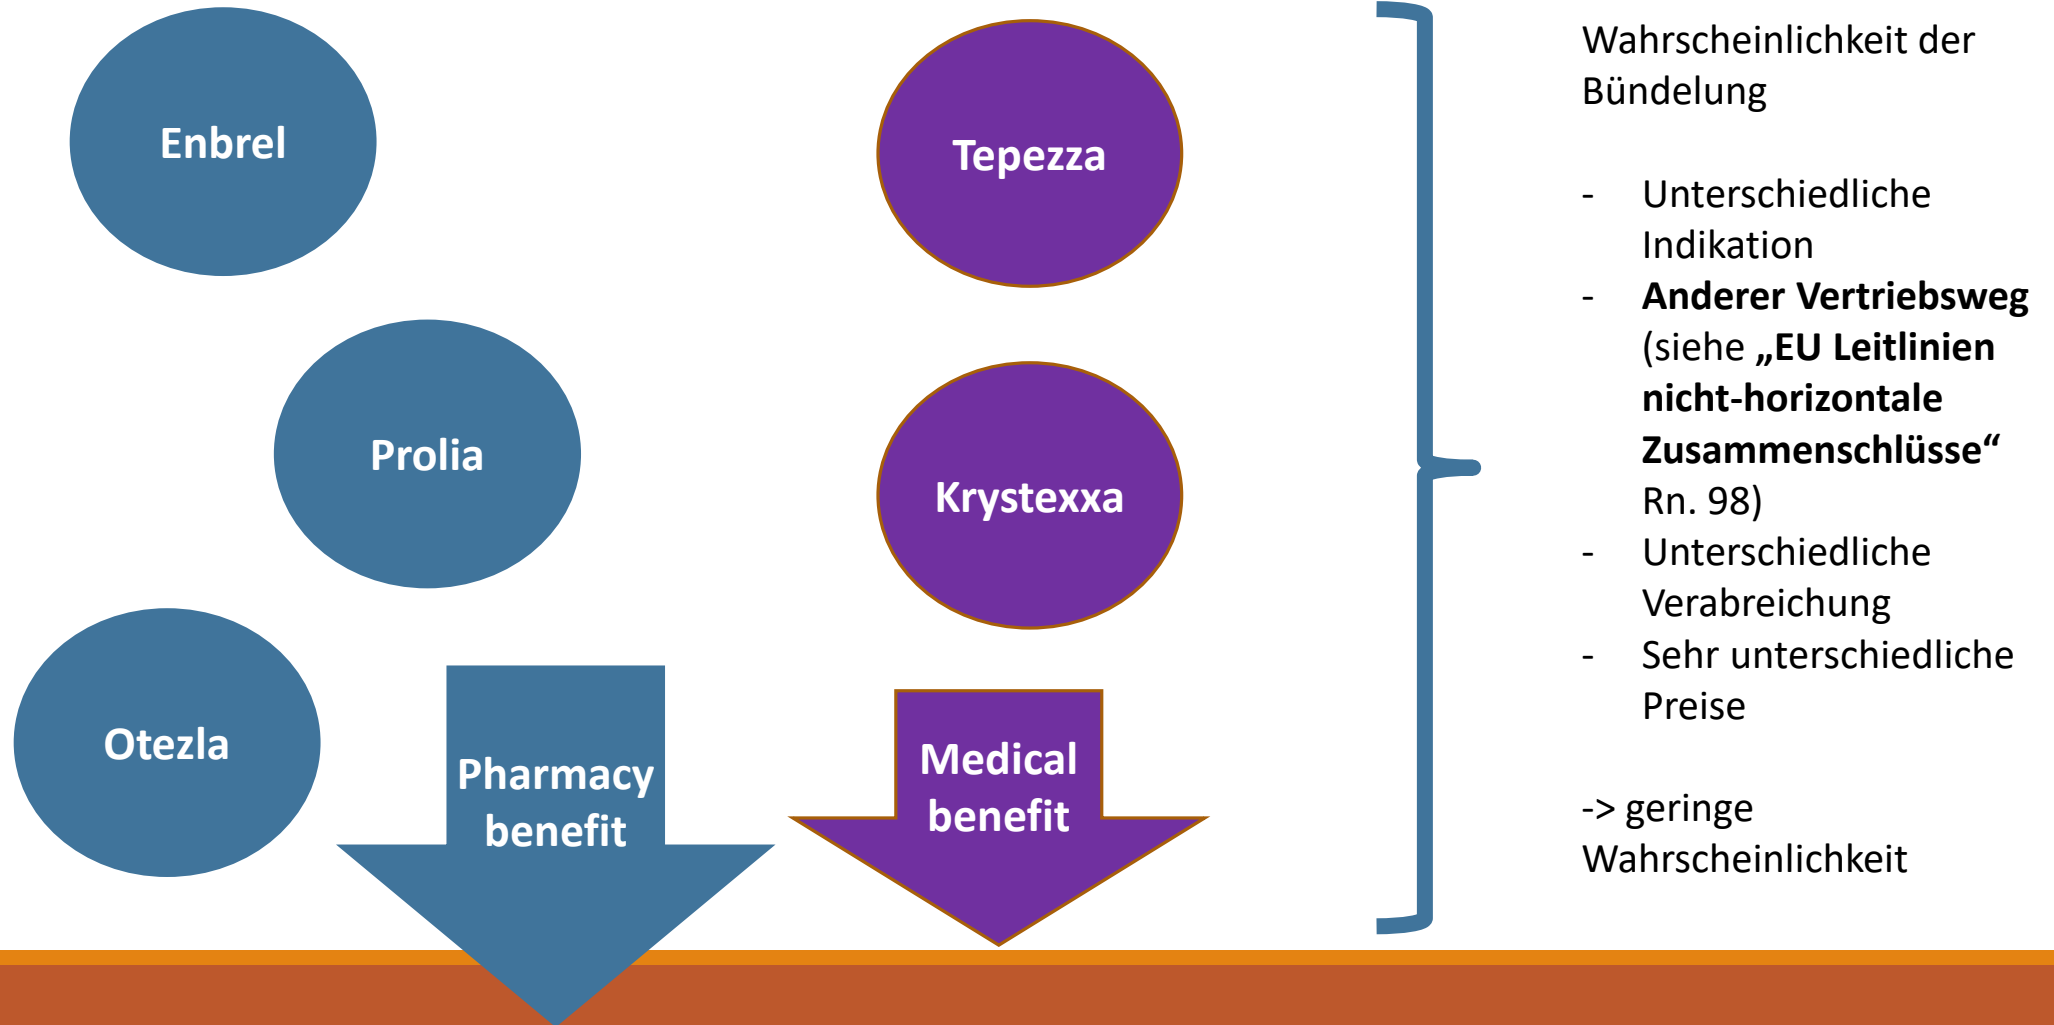 Enbrel
Prolia
Otezla
Pharmacy
benefit
Tepezza
Krystexxa
Medical
benefit
Wahrscheinlichkeit der
Bündelung
- Unterschiedliche
Indikation
- Anderer Vertriebsweg
(siehe „EU Leitlinien
nicht-horizontale
Zusammenschlüsse“
Rn. 98)
- Unterschiedliche
Verabreichung
- Sehr unterschiedliche
Preise
-> geringe
Wahrscheinlichkeit